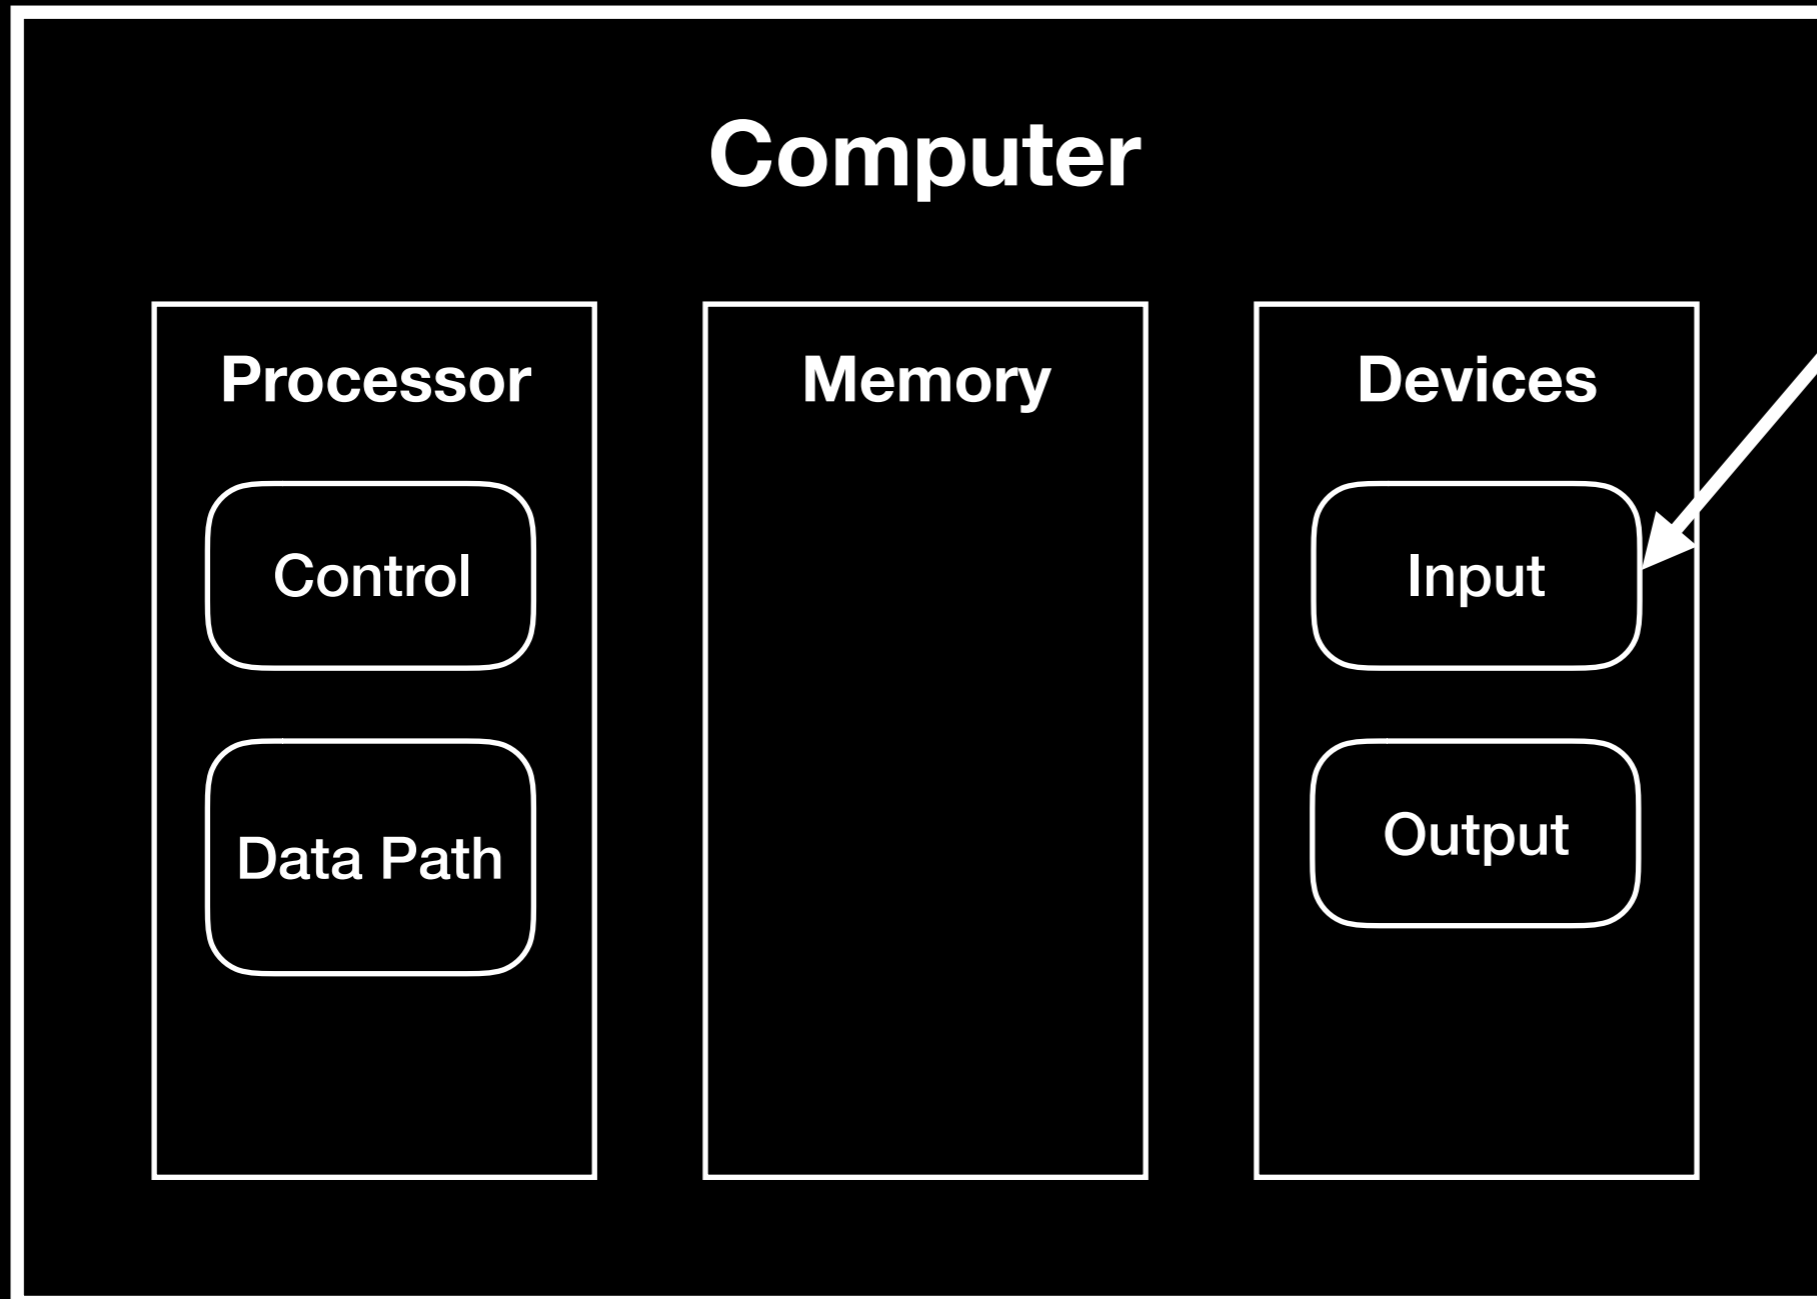 Computer
Processor
Control
Data Path
Memory
Devices
Input
Output